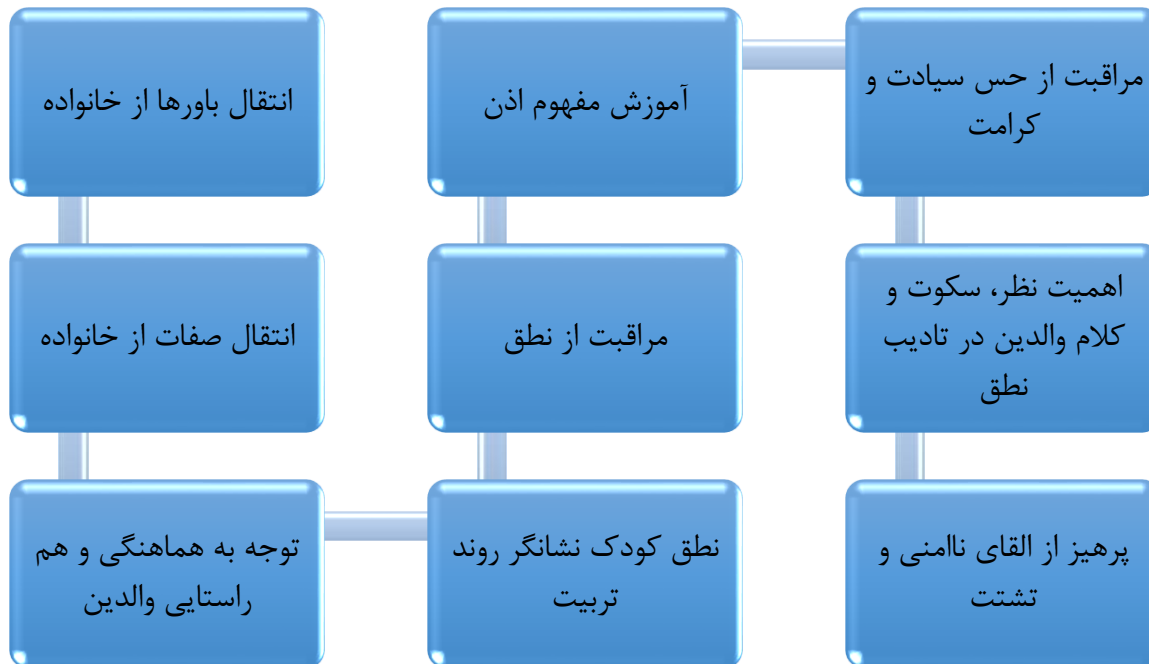 انتقال باورها از خانواده
انتقال صفات از خانواده
توجه به هماهنگی و هم
راستایی والدین
نطق کودک نشانگر روند
تربیت
مراقبت از نطق
آموزش مفهوم اذن
مراقبت از حس سیادت و
کرامت
اهمیت نظر، سکوت و
کلام والدین در تادیب
نطق
پرهیز از القای ناامنی و
تشتت